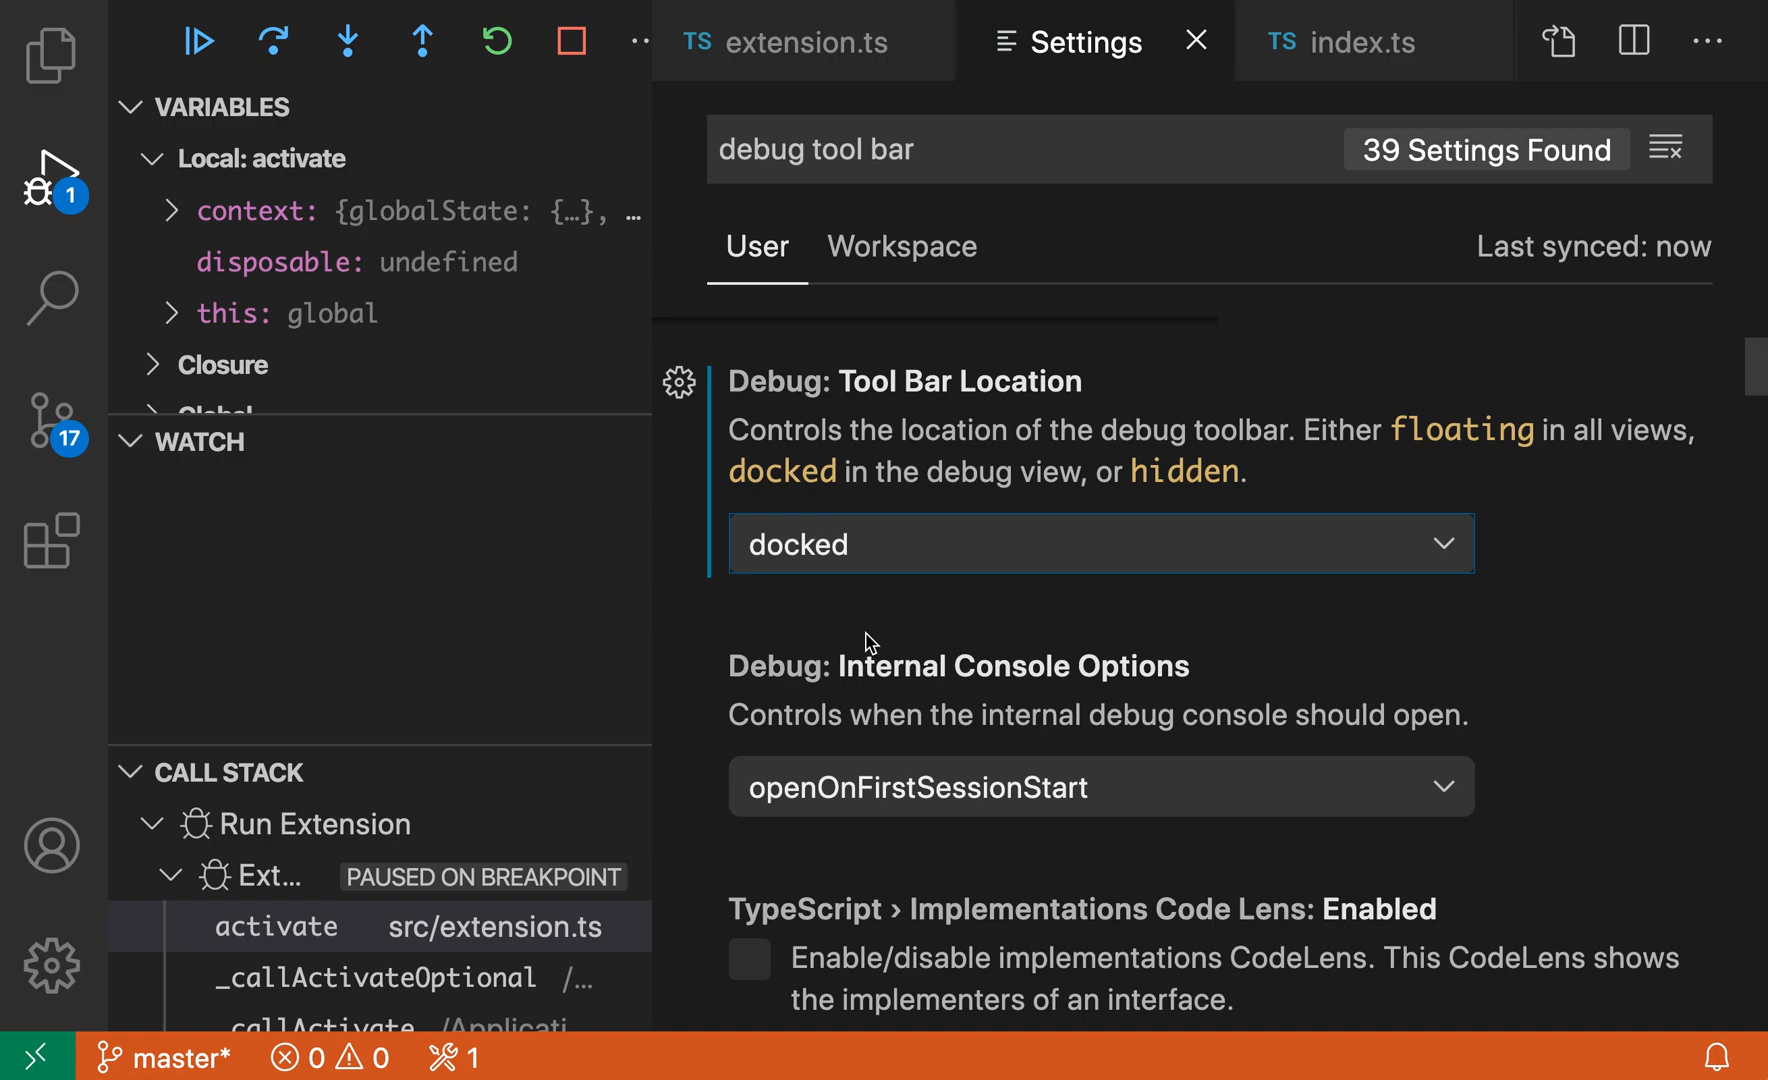 TS extension.ts
Settings
TS index.ts
VARIABLES
Local: activate
context: {globalState: {…}, …
disposable: undefined
this: global
Closure
Global
WATCH
CALL STACK
Run Extension
Ext... PAUSED ON BREAKPOINT
activate src/extension.ts
_callActivateOptional /...
_callActivate /Applicati
debug tool bar
39 Settings Found
User
Workspace
Last synced: now
Debug: Tool Bar Location
Controls the location of the debug toolbar. Either floating in all views,
docked in the debug view, or hidden.
docked
Debug: Internal Console Options
Controls when the internal debug console should open.
openOnFirstSessionStart
TypeScript › Implementations Code Lens: Enabled
Enable/disable implementations CodeLens. This CodeLens shows
the implementers of an interface.
1
17
master*
0
0
1